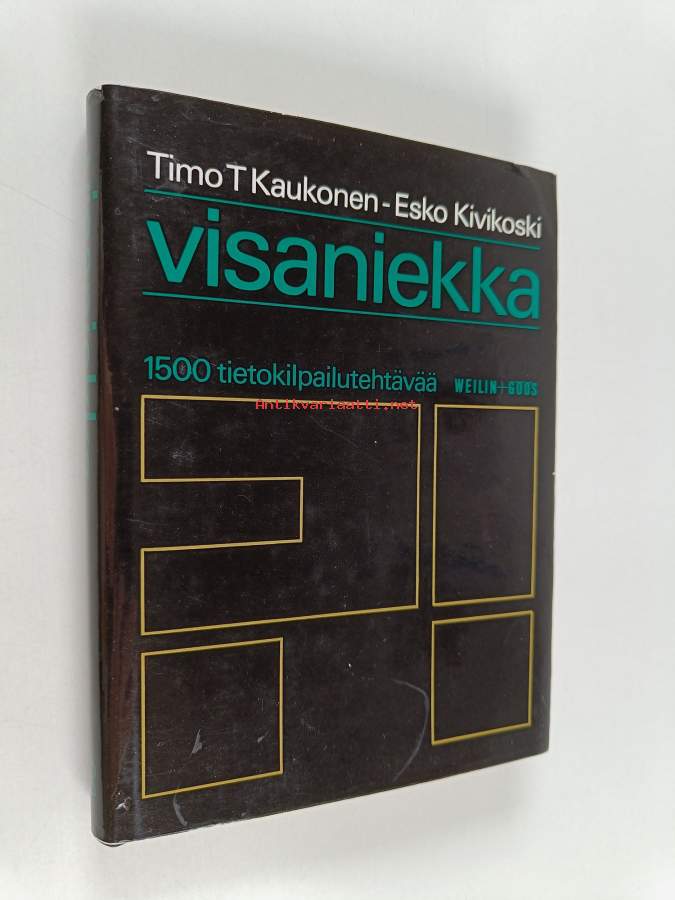 Timo T Kaukonen - Esko Kivikoski
visaniekka
1500 tietokilpailutehtävää WEILIN+GÖÖS
Antikvariaatti.net
?!